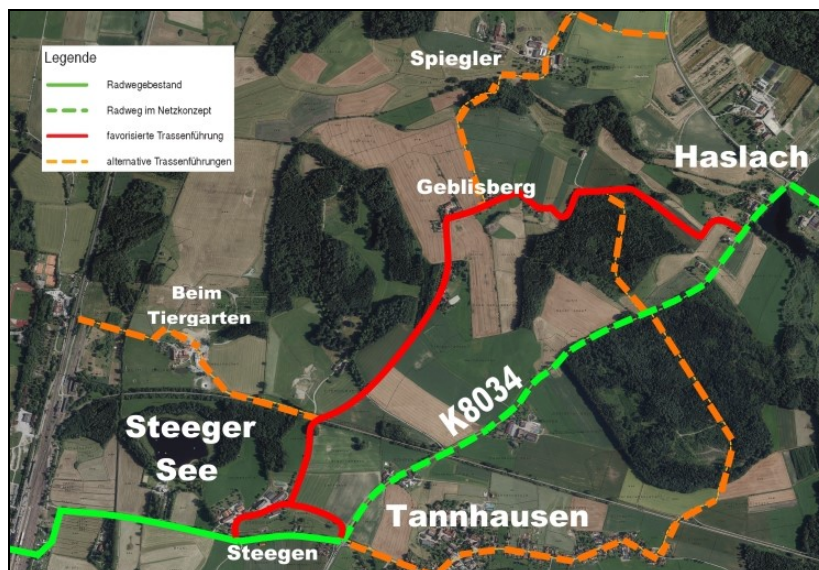 Legende
Radwegebestand
Radweg im Netzkonzept
favorisierte Trassenführung
alternative Trassenführungen
Spiegler
Haslach
Geblisberg
Beim
Tiergarten
K8034
Steeger
See
Tannhausen
Steegen